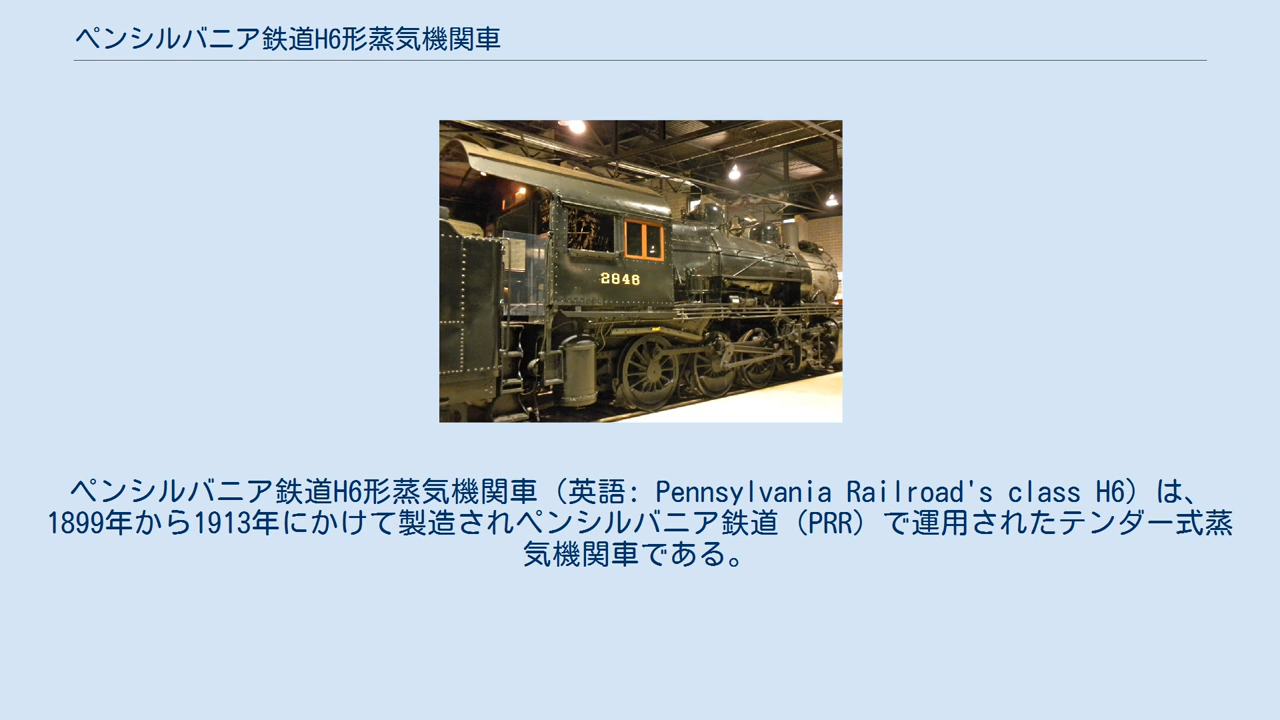 ペンシルバニア鉄道H6形蒸気機関車
2846
ペンシルバニア鉄道H6形蒸気機関車（英語: Pennsylvania Railroad's class H6）は、
1899年から1913年にかけて製造されペンシルバニア鉄道（PRR）で運用されたテンダー式蒸
気機関車である。